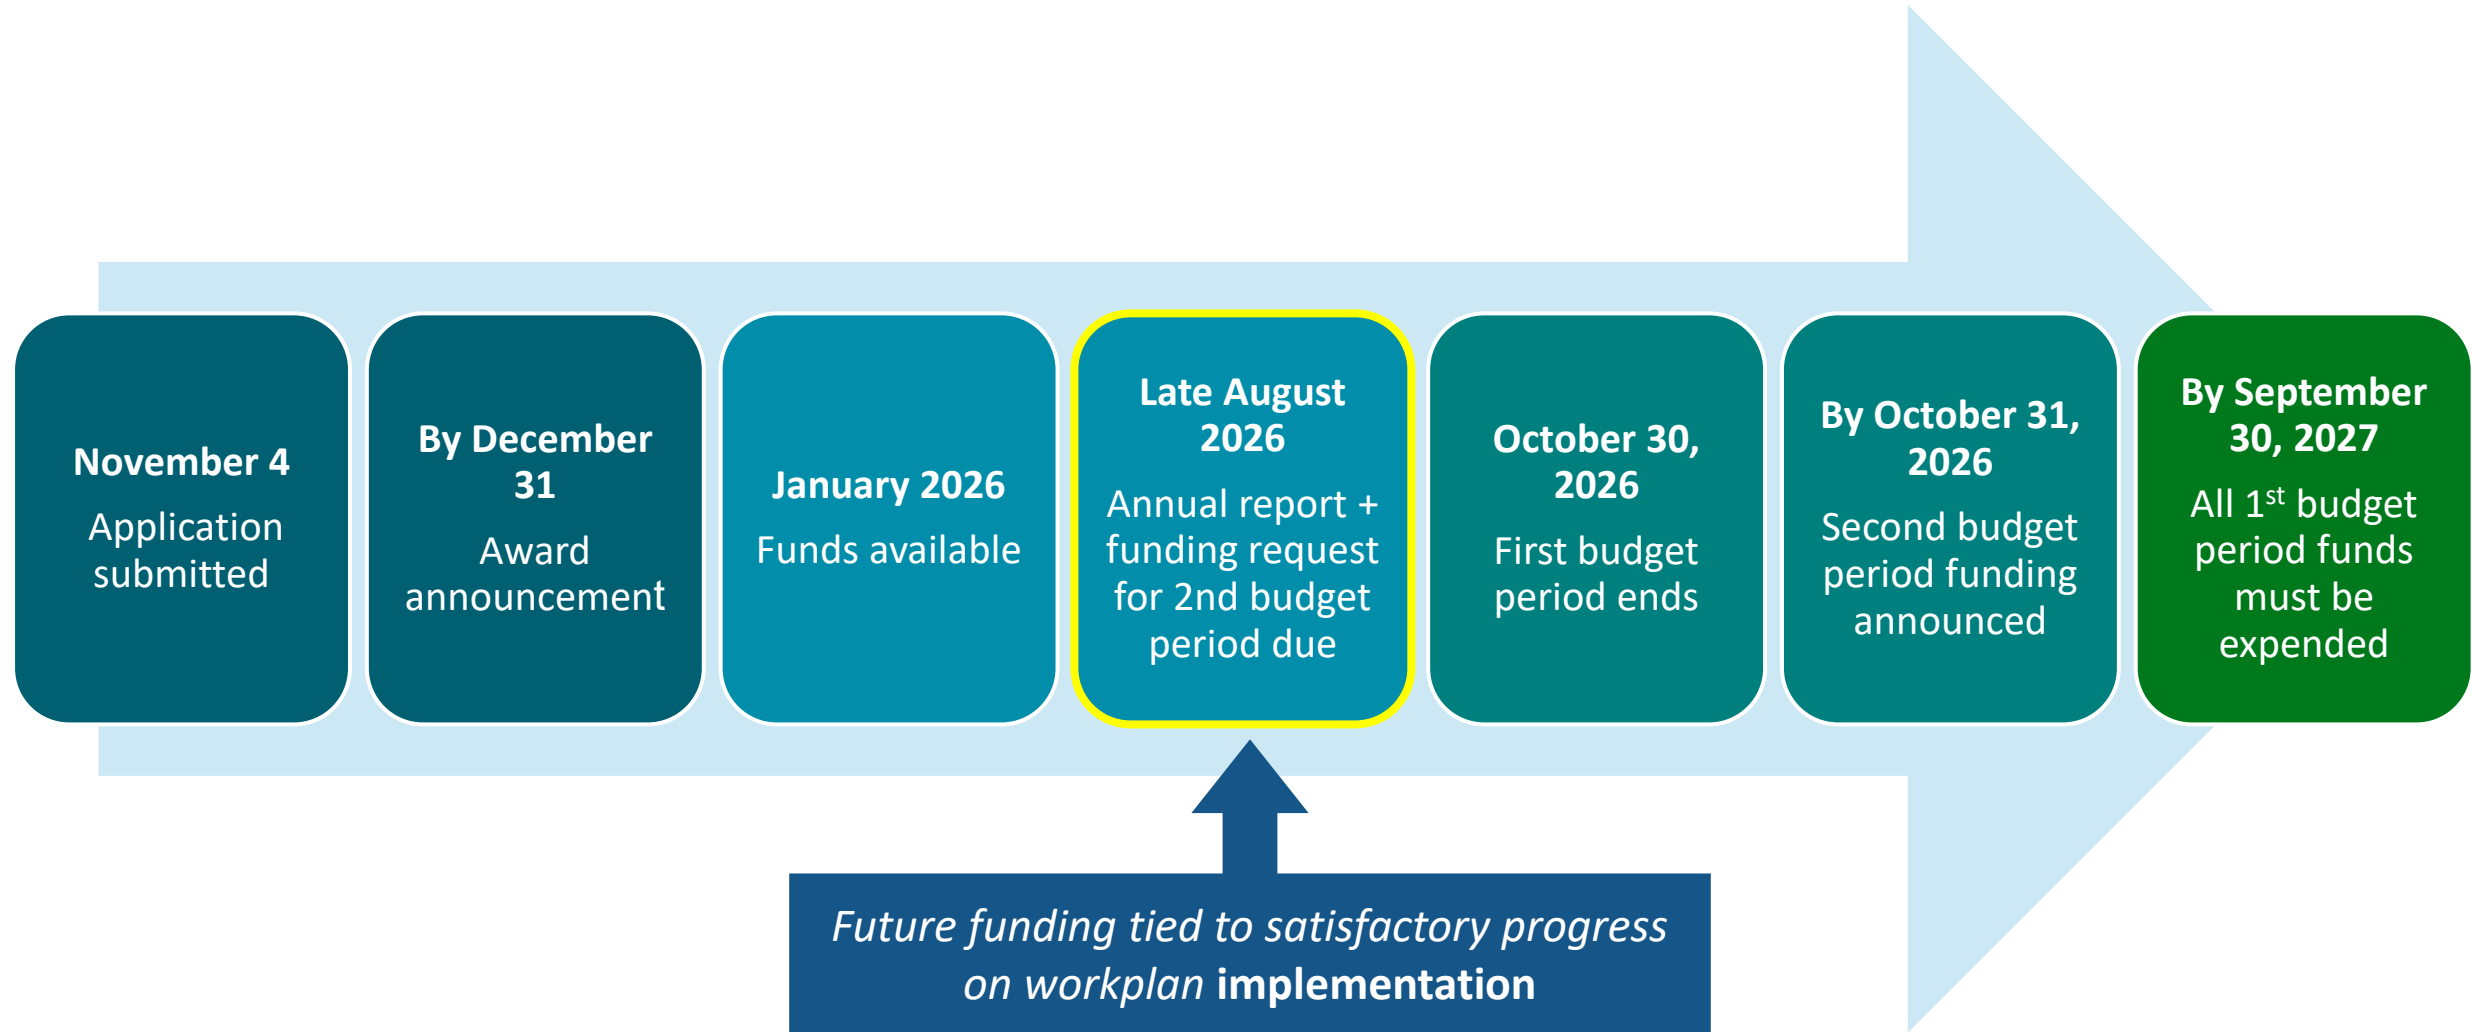 November 4
Application
submitted
By December
31
Award
announcement
January 2026
Funds available
Late August
2026
Annual report +
funding request
for 2nd budget
period due
October 30,
2026
First budget
period ends
By October 31,
2026
Second budget
period funding
announced
By September
30, 2027
All 1st budget
period funds
must be
expended
Future funding tied to satisfactory progress
on workplan implementation